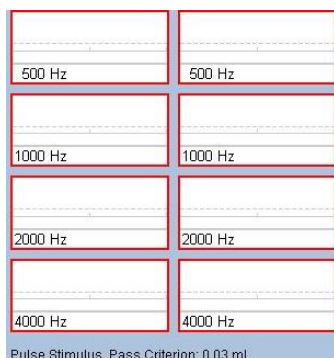 500 Hz 500 Hz
1000 Hz 1000 Hz
2000 Hz 2000 Hz
4000 Hz 4000 Hz
Pulse Stimulus, Pass Criterion: 0.03 ml